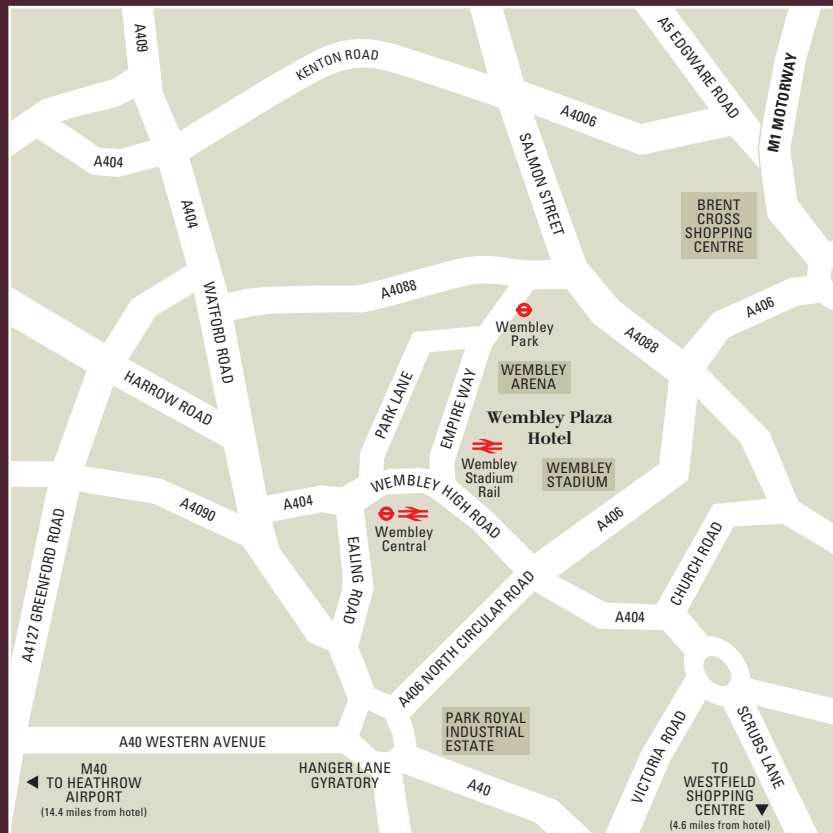 A409
KENTON ROAD
A5 EDGWARE ROAD
M1 MOTORWAY
A4006
A404
SALMON STREET
A404
BRENT
CROSS
SHOPPING
CENTRE
WATFORD ROAD
A4088
A406
Wembley
Park
A4088
HARROW ROAD
PARK LANE
EMPIRE WAY
WEMBLEY
ARENA
Wembley Plaza
Hotel
Wembley
Stadium
Rail
WEMBLEY
STADIUM
A4090
A404
WEMBLEY HIGH ROAD
A406
Wembley
Central
EALING ROAD
CHURCH ROAD
A4127 GREENFORD ROAD
A406 NORTH CIRCULAR ROAD
A404
A40 WESTERN AVENUE
PARK ROYAL
INDUSTRIAL
ESTATE
VICTORIA ROAD
SCRUBS LANE
M40
TO HEATHROW
AIRPORT
(14.4 miles from hotel)
HANGER LANE
GYRATORY
A40
TO
WESTFIELD
SHOPPING
CENTRE
(4.6 miles from hotel)